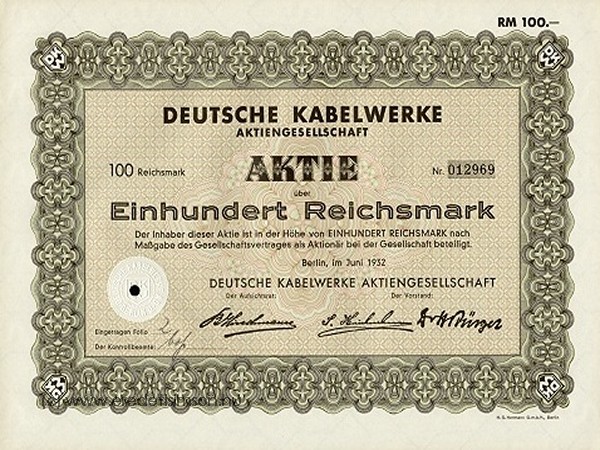 RM 100.—
DEUTSCHE KABELWERKE
AKTIENGESELLSCHAFT
100 Reichsmark
AKTIE
Nr. 012969
über
Einhundert Reichsmark
Der Inhaber dieser Aktie ist in der Höhe von EINHUNDERT REICHSMARK nach
Maßgabe des Gesellschaftsvertrages als Aktionär bei der Gesellschaft beteiligt.
Berlin, im Juni 1932
DEUTSCHE KABELWERKE AKTIENGESELLSCHAFT
Der Aufsichtsrat:
Der Vorstand:
Eingetragen Folio
Der Kontrollbeamte:
G.m.b.H., Berlin